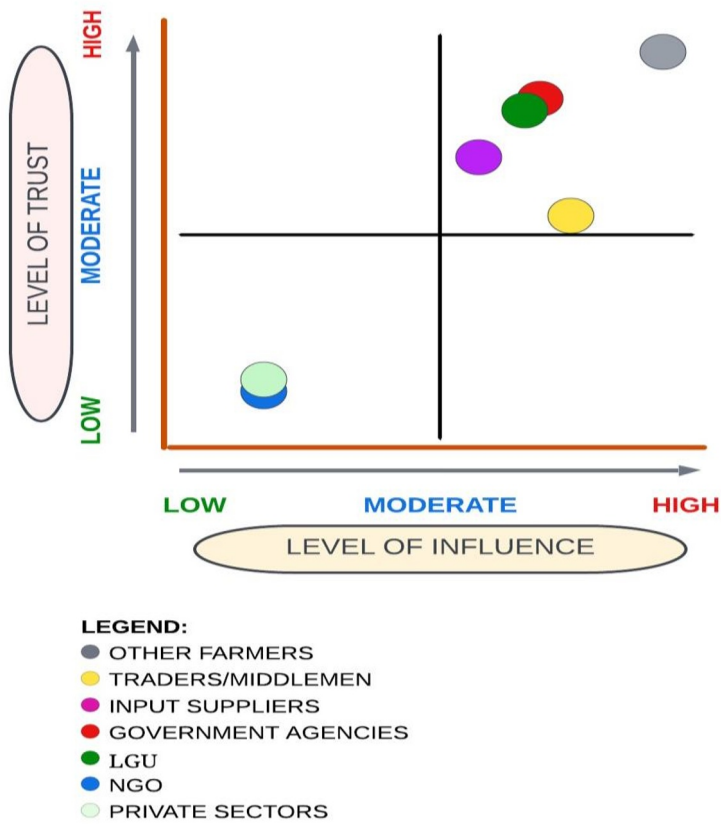 HIGH
LEVEL OF TRUST
MODERATE
LOW
LOW MODERATE HIGH
LEVEL OF INFLUENCE
LEGEND:
OTHER FARMERS
TRADERS/MIDDLEMEN
INPUT SUPPLIERS
GOVERNMENT AGENCIES
LGU
NGO
PRIVATE SECTORS